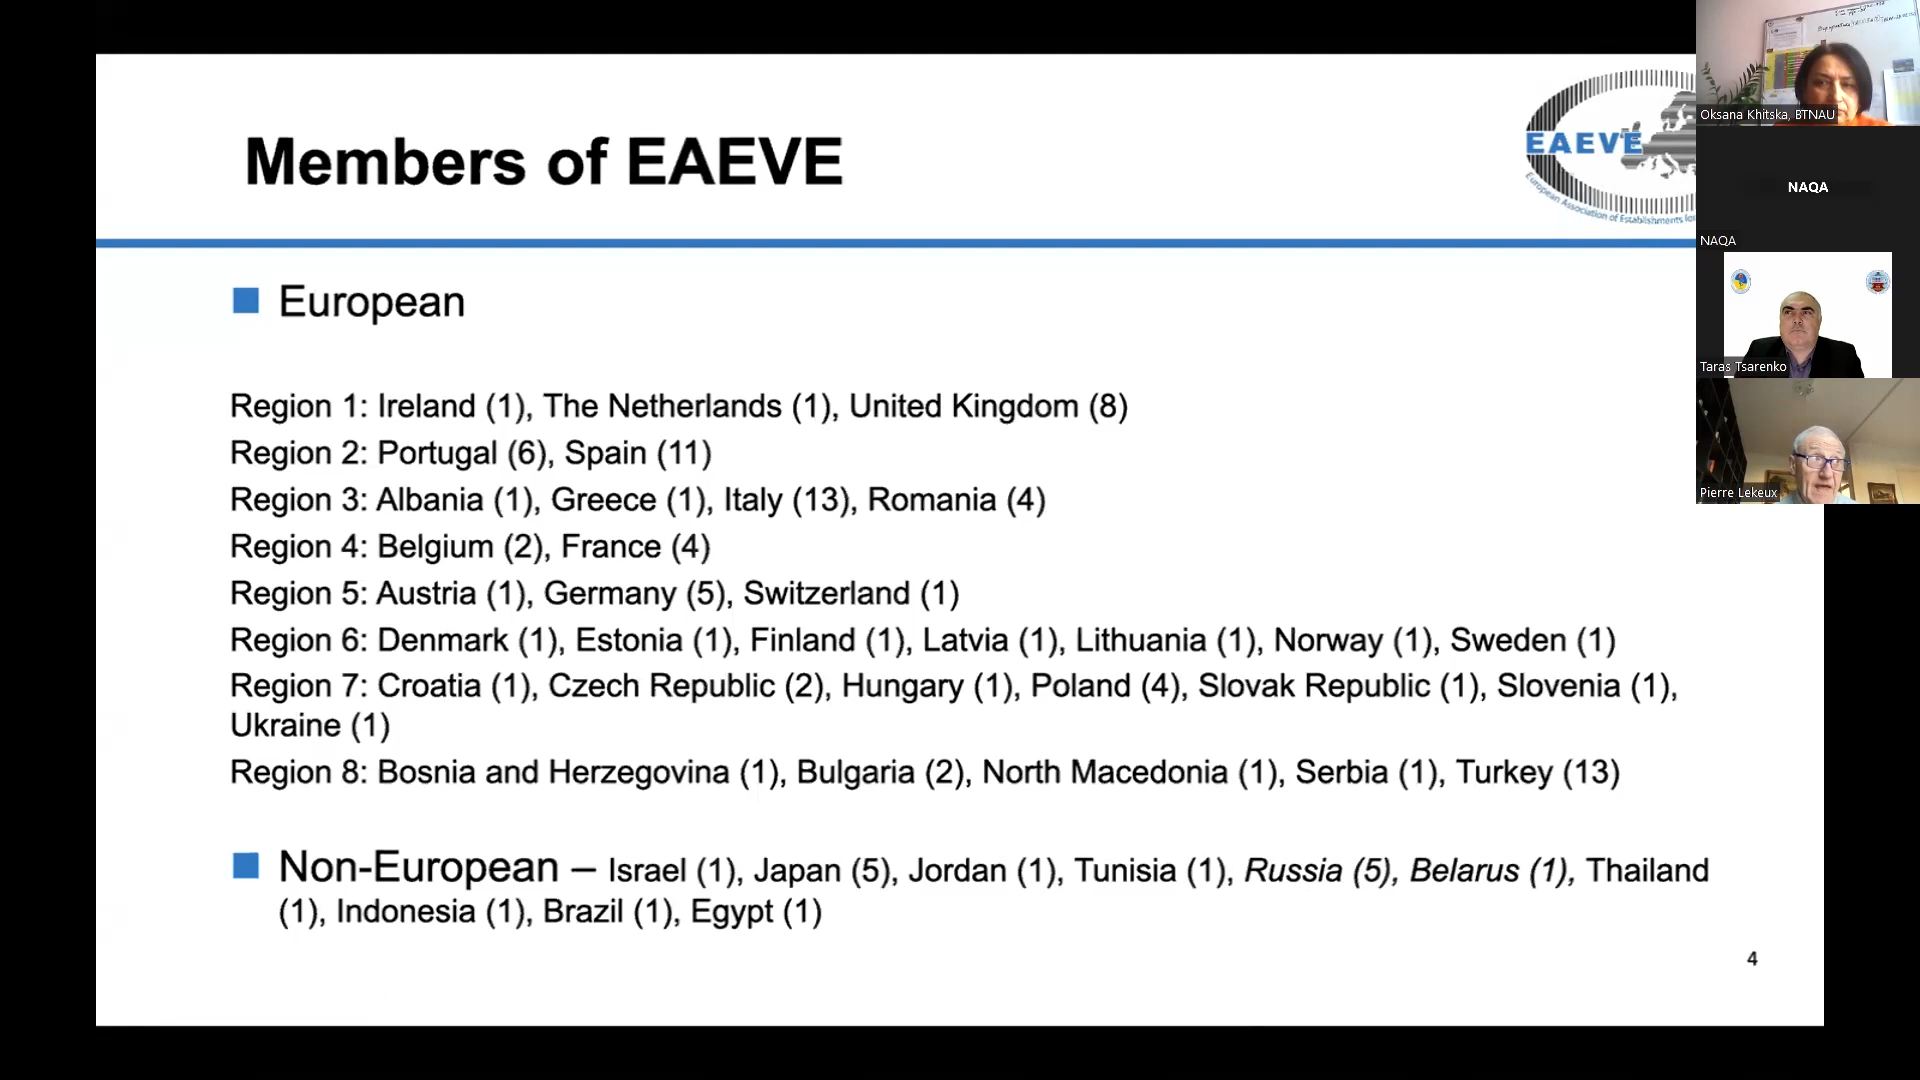 Members of EAEVE
EAEVE
European Association of Establishments for
European
Region 1: Ireland (1), The Netherlands (1), United Kingdom (8)
Region 2: Portugal (6), Spain (11)
Region 3: Albania (1), Greece (1), Italy (13), Romania (4)
Region 4: Belgium (2), France (4)
Region 5: Austria (1), Germany (5), Switzerland (1)
Region 6: Denmark (1), Estonia (1), Finland (1), Latvia (1), Lithuania (1), Norway (1), Sweden (1)
Region 7: Croatia (1), Czech Republic (2), Hungary (1), Poland (4), Slovak Republic (1), Slovenia (1),
Ukraine (1)
Region 8: Bosnia and Herzegovina (1), Bulgaria (2), North Macedonia (1), Serbia (1), Turkey (13)
Non-European – Israel (1), Japan (5), Jordan (1), Tunisia (1), Russia (5), Belarus (1), Thailand
(1), Indonesia (1), Brazil (1), Egypt (1)
4
Oksana Khitska, BTNAU
NAQA
NAQA
Taras Tsarenko
Pierre Lekeux